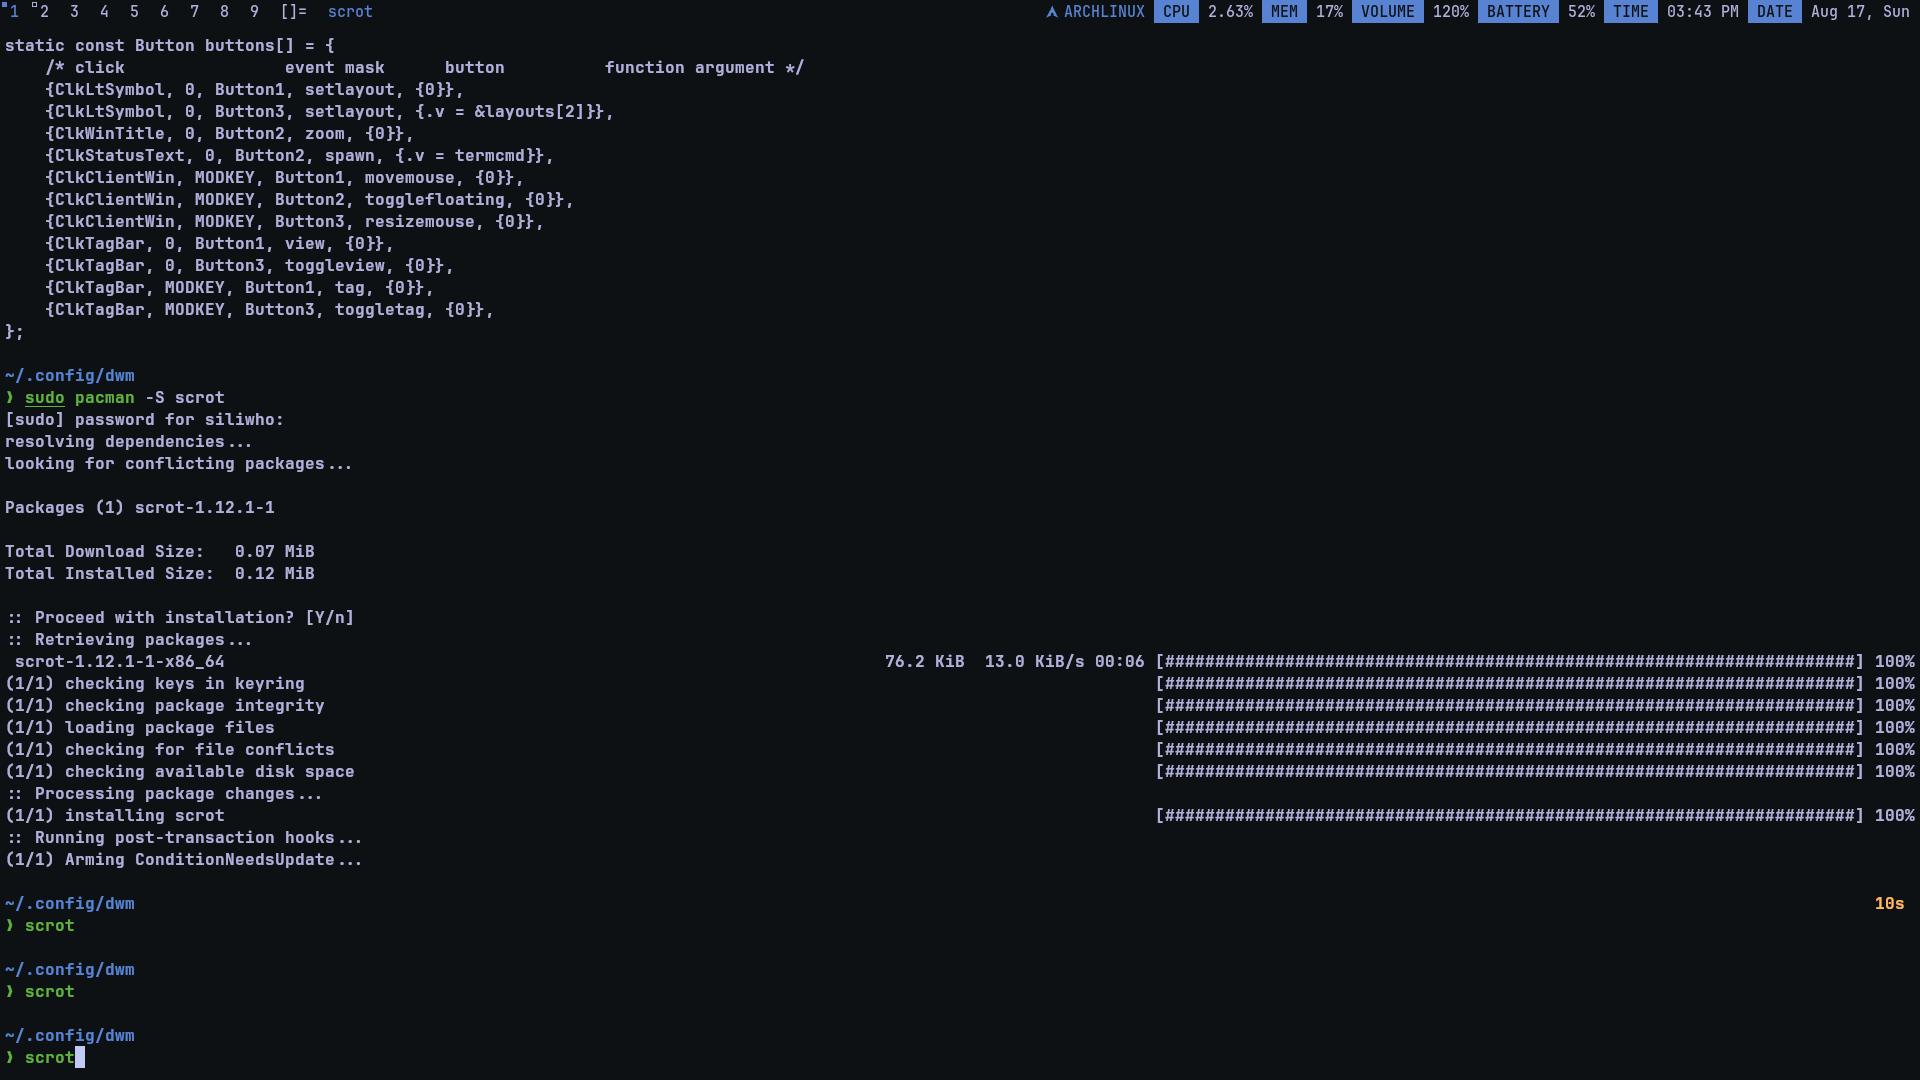 1 2 3 4 5 6 7 8 9 []= scrot ARCHLINUX CPU 2.63% MEM 17% VOLUME 120% BATTERY 52% TIME 03:43 PM DATE Aug 17, Sun
static const Button buttons[] = {
    /* click                event mask      button          function argument */
    {ClkLtSymbol, 0, Button1, setlayout, {0}},
    {ClkLtSymbol, 0, Button3, setlayout, {.v = &layouts[2]}},
    {ClkWinTitle, 0, Button2, zoom, {0}},
    {ClkStatusText, 0, Button2, spawn, {.v = termcmd}},
    {ClkClientWin, MODKEY, Button1, movemouse, {0}},
    {ClkClientWin, MODKEY, Button2, togglefloating, {0}},
    {ClkClientWin, MODKEY, Button3, resizemouse, {0}},
    {ClkTagBar, 0, Button1, view, {0}},
    {ClkTagBar, 0, Button3, toggleview, {0}},
    {ClkTagBar, MODKEY, Button1, tag, {0}},
    {ClkTagBar, MODKEY, Button3, toggletag, {0}},
};
~/.config/dwm
❱ sudo pacman -S scrot
[sudo] password for siliwho:
resolving dependencies...
looking for conflicting packages...
Packages (1) scrot-1.12.1-1
Total Download Size:   0.07 MiB
Total Installed Size:  0.12 MiB
:: Proceed with installation? [Y/n]
:: Retrieving packages...
 scrot-1.12.1-1-x86_64 76.2 KiB  13.0 KiB/s 00:06 [#####################################################################] 100%
(1/1) checking keys in keyring [#####################################################################] 100%
(1/1) checking package integrity [#####################################################################] 100%
(1/1) loading package files [#####################################################################] 100%
(1/1) checking for file conflicts [#####################################################################] 100%
(1/1) checking available disk space [#####################################################################] 100%
:: Processing package changes...
(1/1) installing scrot [#####################################################################] 100%
:: Running post-transaction hooks...
(1/1) Arming ConditionNeedsUpdate...
~/.config/dwm 10s
❱ scrot
~/.config/dwm
❱ scrot
~/.config/dwm
❱ scrot